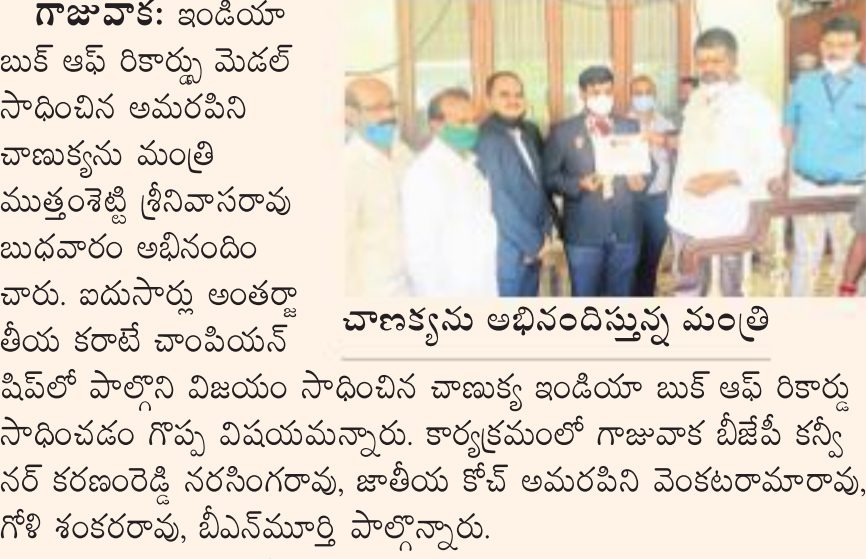 గాజువాక: ఇండియా
బుక్ ఆఫ్ రికార్డ్సు మెడల్
సాధించిన అమరపిని
చాణుక్యను మంత్రి
ముత్తంశెట్టి శ్రీనివాసరావు
బుధవారం అభినందిం
చారు. ఐదుసార్లు అంతర్జా
తీయ కరాటే చాంపియన్
షిప్‌లో పాల్గొని విజయం సాధించిన చాణుక్య ఇండియా బుక్ ఆఫ్ రికార్డు
సాధించడం గొప్ప విషయమన్నారు. కార్యక్రమంలో గాజువాక బీజేపీ కన్వీ
నర్ కరణంరెడ్డి నరసింగరావు, జాతీయ కోచ్ అమరపిని వెంకటరామారావు,
గోళి శంకరరావు, బీఎన్‌మూర్తి పాల్గొన్నారు.
చాణక్యను అభినందిస్తున్న మంత్రి